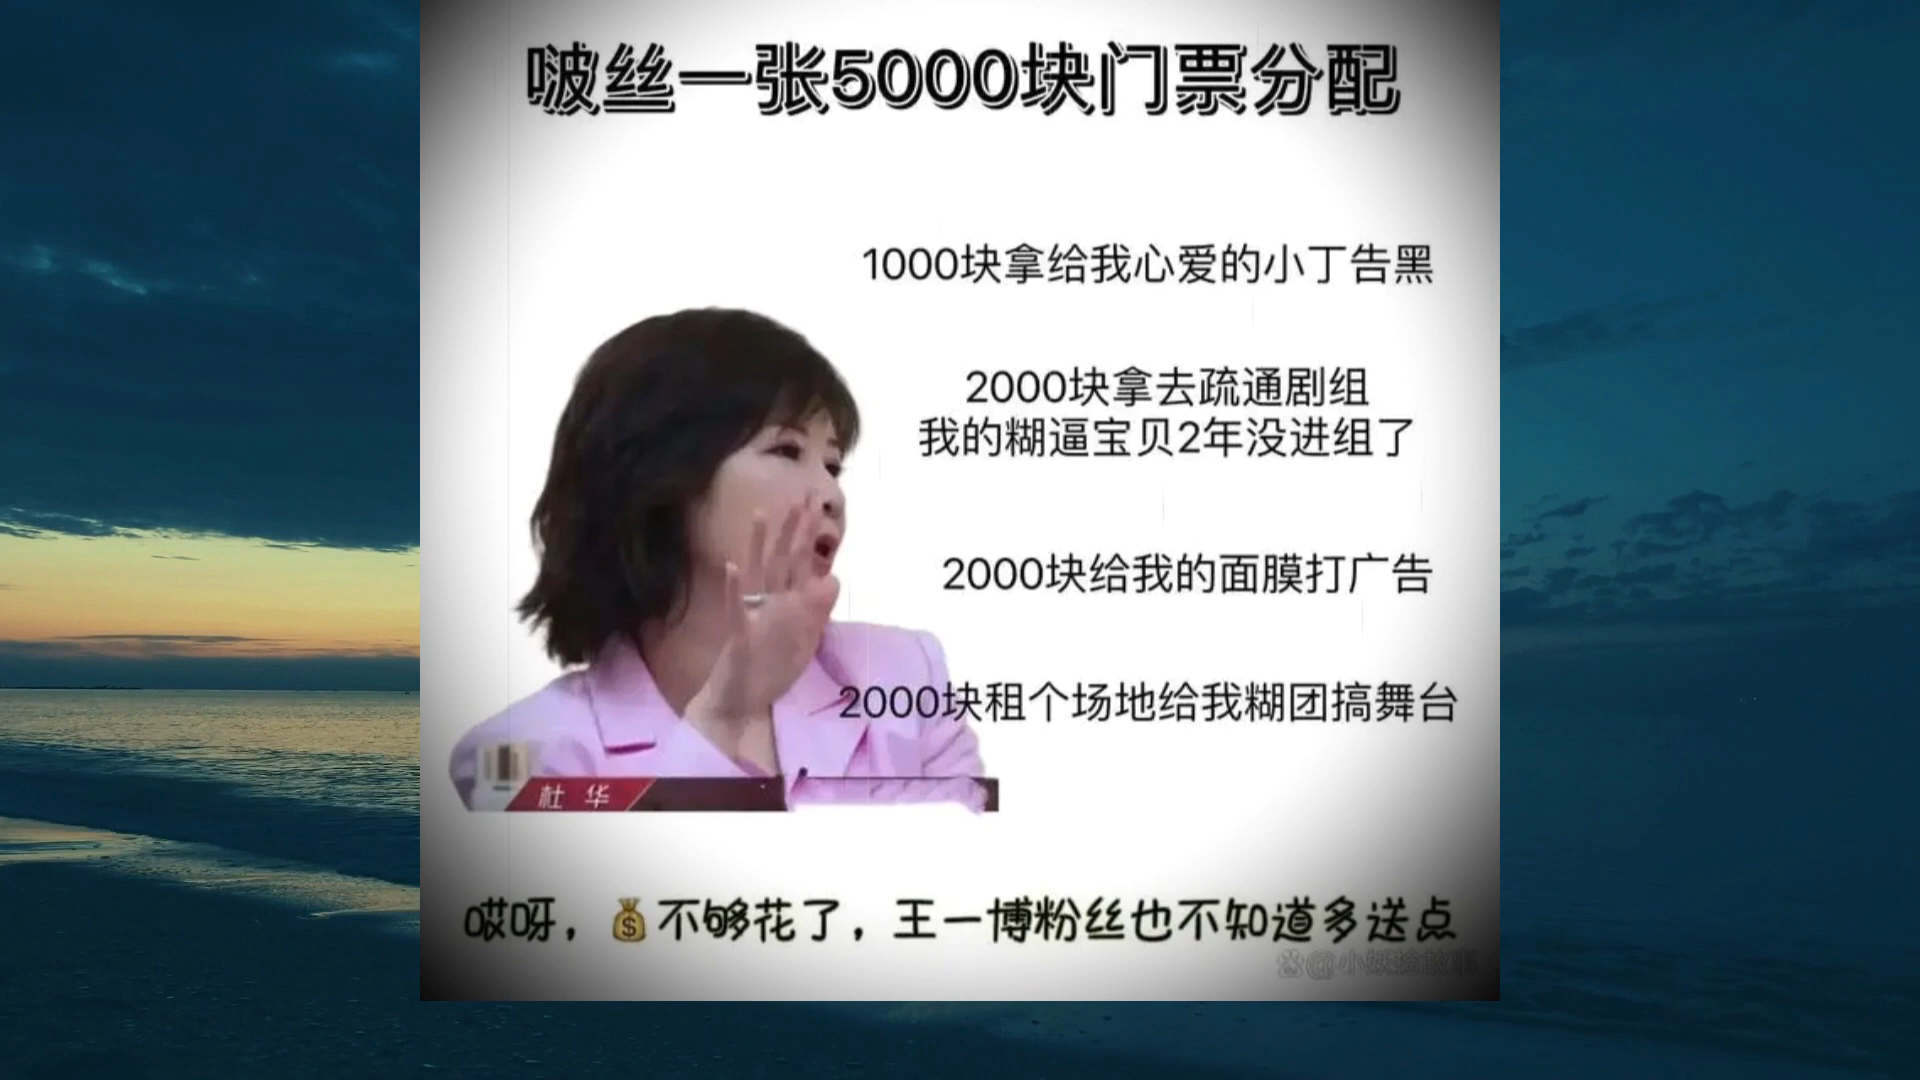 啵丝一张5000块门票分配
1000块拿给我心爱的小丁告黑
2000块拿去疏通剧组
我的糊逼宝贝2年没进组了
2000块给我的面膜打广告
2000块租个场地给我糊团搞舞台
杜华
哎呀，💰不够花了，王一博粉丝也不知道多送点